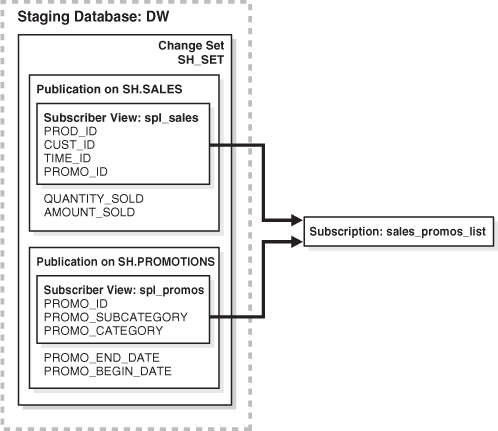 Staging Database: DW
Change Set
SH_SET
Publication on SH.SALES
Subscriber View: spl_sales
PROD_ID
CUST_ID
TIME_ID
PROMO_ID
QUANTITY_SOLD
AMOUNT_SOLD
Subscription: sales_promos_list
Publication on SH.PROMOTIONS
Subscriber View: spl_promos
PROMO_ID
PROMO_SUBCATEGORY
PROMO_CATEGORY
PROMO_END_DATE
PROMO_BEGIN_DATE